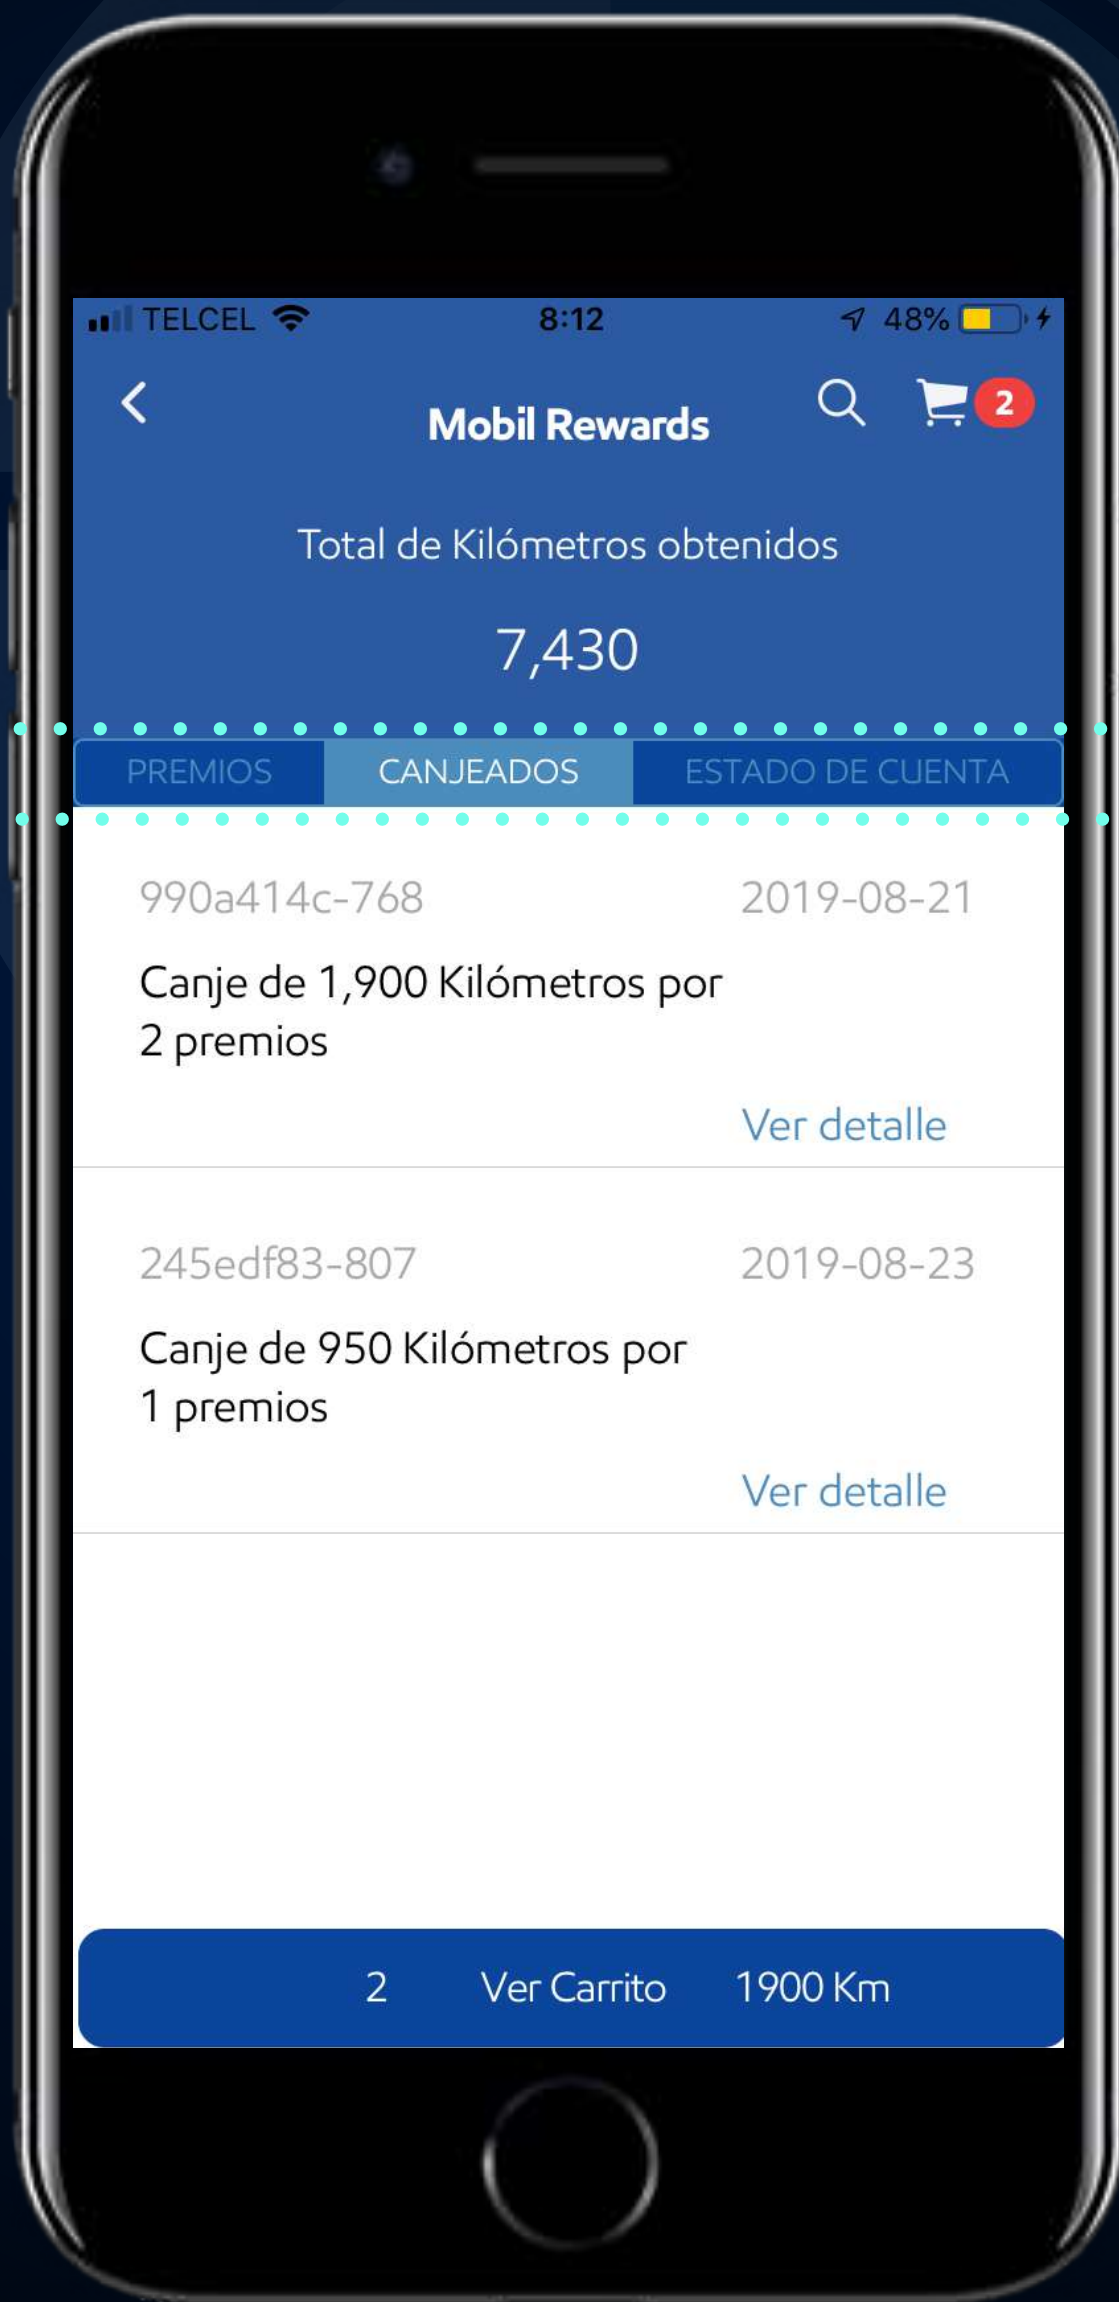 TELCEL 8:12 48%
Mobil Rewards 2
Total de Kilómetros obtenidos
7,430
PREMIOS CANJEADOS ESTADO DE CUENTA
990a414c-768 2019-08-21
Canje de 1,900 Kilómetros por
2 premios
Ver detalle
245edf83-807 2019-08-23
Canje de 950 Kilómetros por
1 premios
Ver detalle
2 Ver Carrito 1900 Km